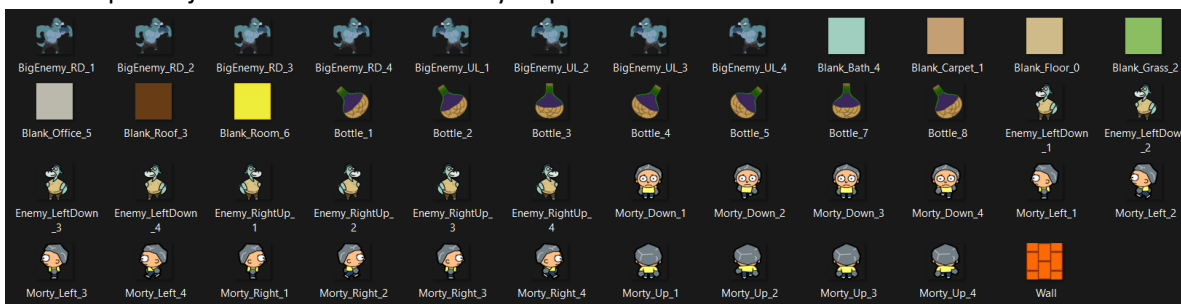 BigEnemy_RD_1 BigEnemy_RD_2 BigEnemy_RD_3 BigEnemy_RD_4 BigEnemy_UL_1 BigEnemy_UL_2 BigEnemy_UL_3 BigEnemy_UL_4 Blank_Bath_4 Blank_Carpet_1 Blank_Floor_0 Blank_Grass_2
Blank_Office_5 Blank_Roof_3 Blank_Room_6 Bottle_1 Bottle_2 Bottle_3 Bottle_4 Bottle_5 Bottle_7 Bottle_8 Enemy_LeftDown Enemy_LeftDow
_1 _2
Enemy_LeftDown Enemy_LeftDown Enemy_RightUp_ Enemy_RightUp_ Enemy_RightUp_ Enemy_RightUp_ Morty_Down_1 Morty_Down_2 Morty_Down_3 Morty_Down_4 Morty_Left_1 Morty_Left_2
_3 _4 1 2 3 4
Morty_Left_3 Morty_Left_4 Morty_Right_1 Morty_Right_2 Morty_Right_3 Morty_Right_4 Morty_Up_1 Morty_Up_2 Morty_Up_3 Morty_Up_4 Wall